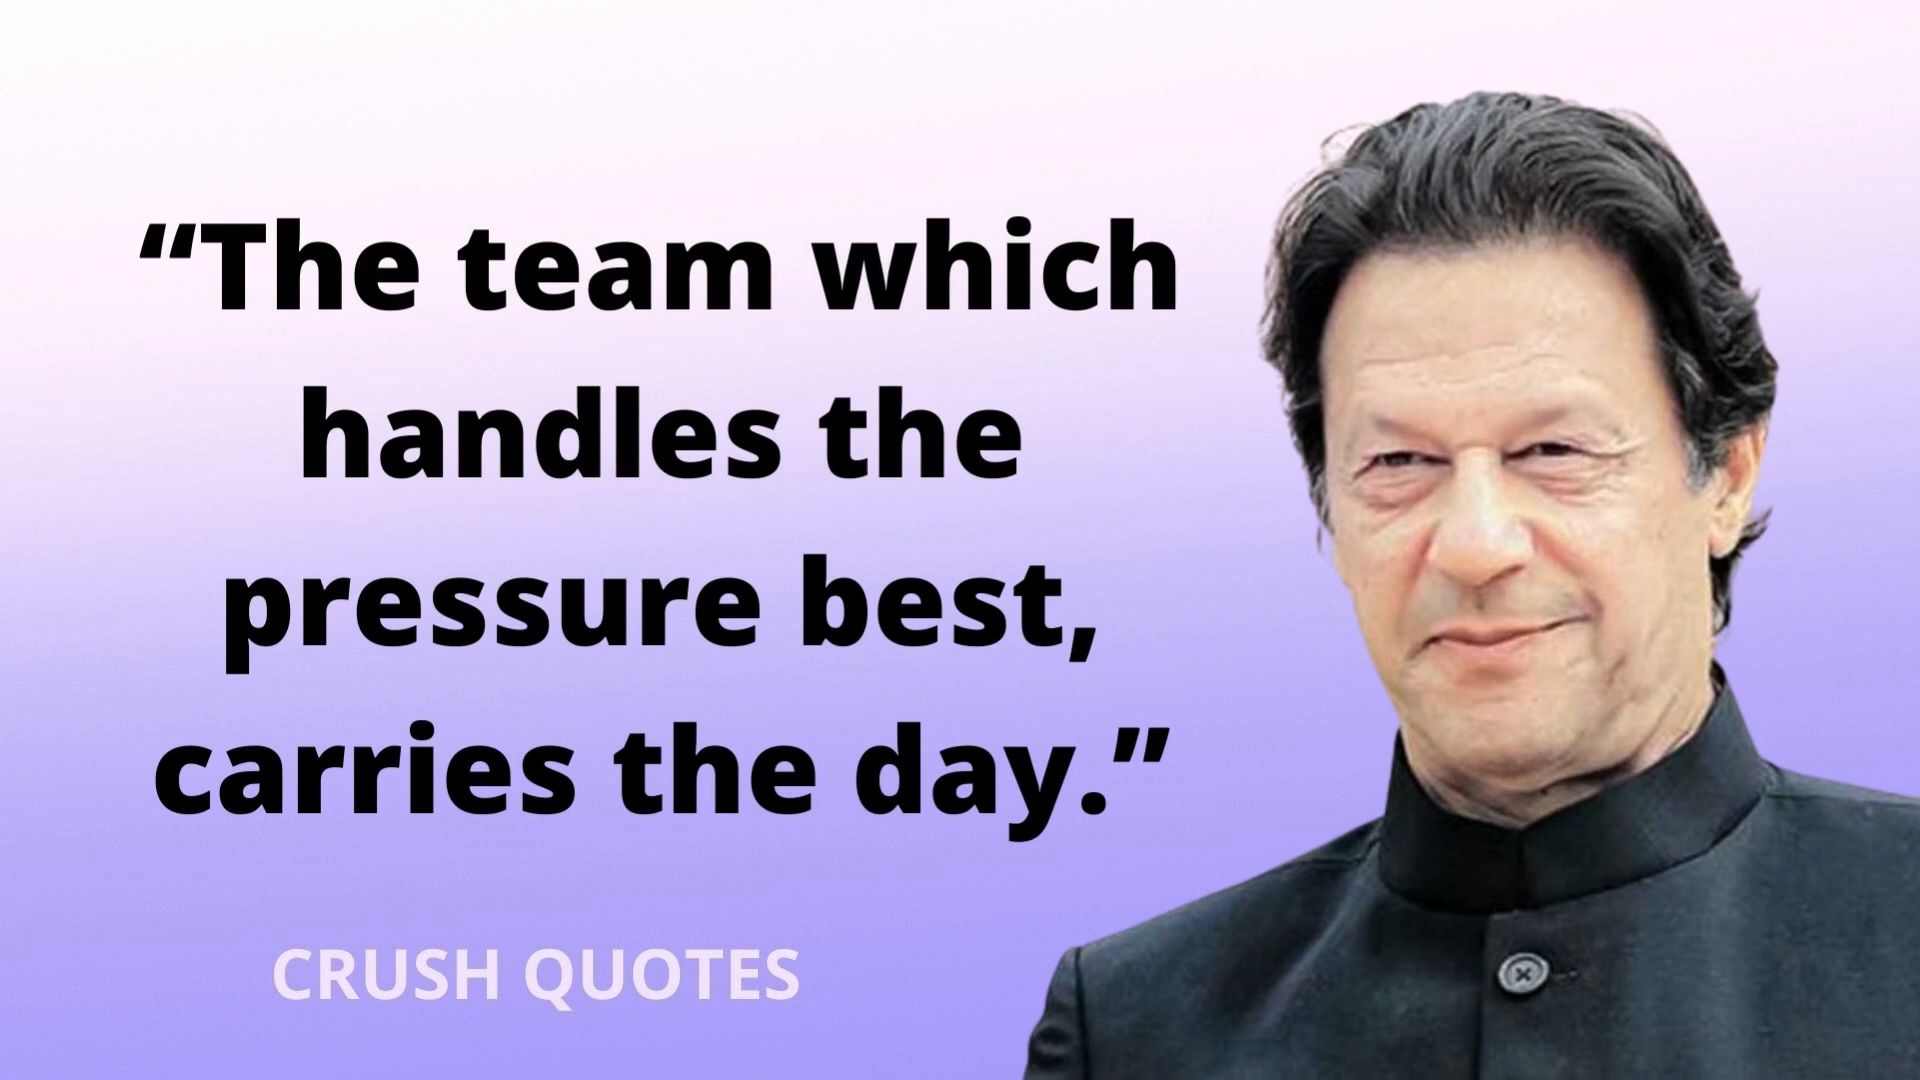 “The team which
handles the
pressure best,
carries the day.”
CRUSH QUOTES